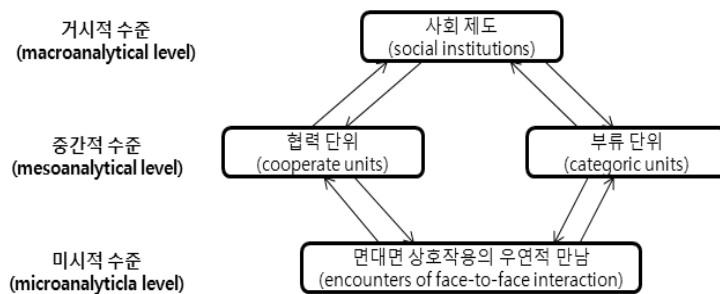 거시적 수준
(macroanalytical level)
사회 제도
(social institutions)
중간적 수준
(mesoanalytical level)
협력 단위
(cooperate units)
부류 단위
(categoric units)
미시적 수준
(microanalyticla level)
면대면 상호작용의 우연적 만남
(encounters of face-to-face interaction)